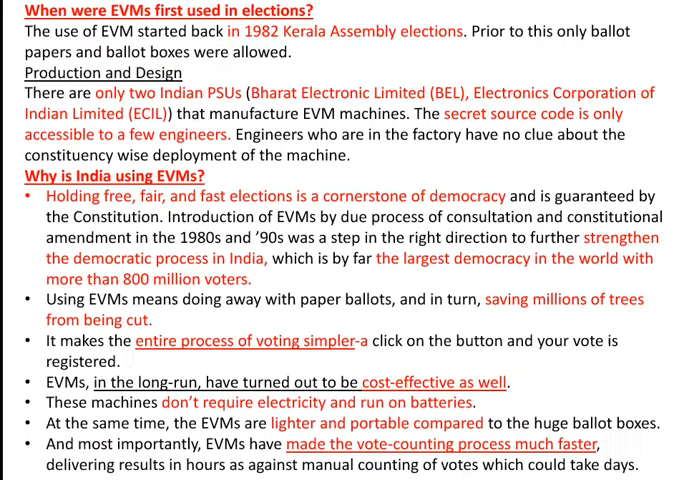 When were EVMs first used in elections?
The use of EVM started back in 1982 Kerala Assembly elections. Prior to this only ballot
papers and ballot boxes were allowed.
Production and Design
There are only two Indian PSUs (Bharat Electronic Limited (BEL), Electronics Corporation of
Indian Limited (ECIL)) that manufacture EVM machines. The secret source code is only
accessible to a few engineers. Engineers who are in the factory have no clue about the
constituency wise deployment of the machine.
Why is India using EVMs?
• Holding free, fair, and fast elections is a cornerstone of democracy and is guaranteed by
the Constitution. Introduction of EVMs by due process of consultation and constitutional
amendment in the 1980s and ’90s was a step in the right direction to further strengthen
the democratic process in India, which is by far the largest democracy in the world with
more than 800 million voters.
• Using EVMs means doing away with paper ballots, and in turn, saving millions of trees
from being cut.
• It makes the entire process of voting simpler-a click on the button and your vote is
registered.
• EVMs, in the long-run, have turned out to be cost-effective as well.
• These machines don’t require electricity and run on batteries.
• At the same time, the EVMs are lighter and portable compared to the huge ballot boxes.
• And most importantly, EVMs have made the vote-counting process much faster,
delivering results in hours as against manual counting of votes which could take days.